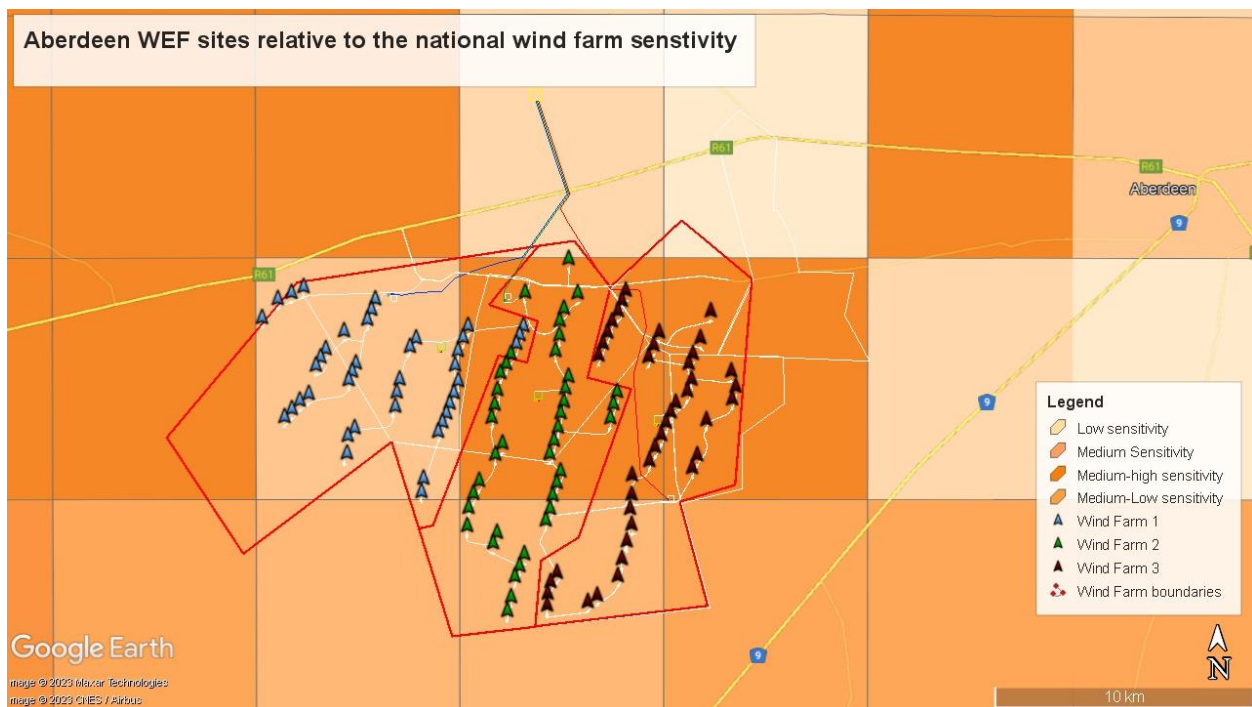 Aberdeen WEF sites relative to the national wind farm senstivity
R61
R61
Aberdeen
9
R61
9
Legend
Low sensitivity
Medium Sensitivity
Medium-high sensitivity
Medium-Low sensitivity
Wind Farm 1
Wind Farm 2
Wind Farm 3
Wind Farm boundaries
Google Earth
9
N
mage © 2023 Maxar Technologies
mage © 2023 CNES / Airbus
10 km